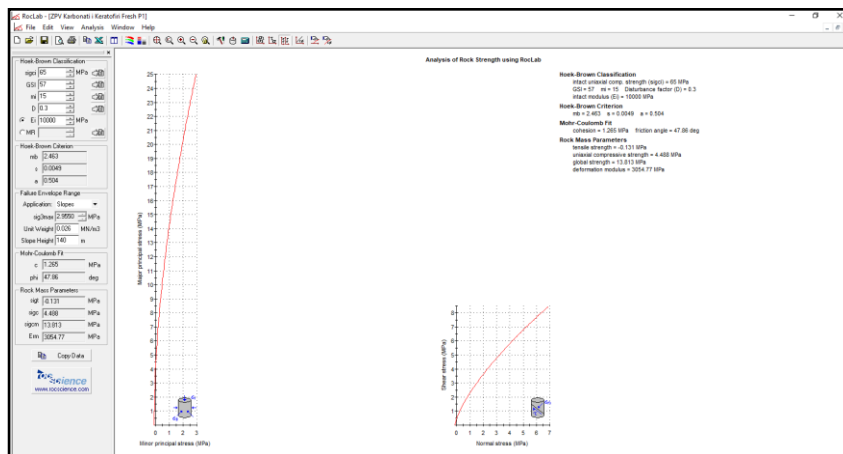 RocLab - [ZPV Karbonati i Keratofiri Fresh P1]
File Edit View Analysis Window Help
Hoek-Brown Classification
sigci 65 MPa
GSI 57
mi 15
D 0.3
Ei 10000 MPa
MR
Hoek-Brown Criterion
mb 2.463
s 0.0049
a 0.504
Failure Envelope Range
Application: Slopes
sig3max 2.9550 MPa
Unit Weight 0.026 MN/m3
Slope Height 140 m
Mohr-Coulomb Fit
c 1.265 MPa
phi 47.86 deg
Rock Mass Parameters
sigt -0.131 MPa
sigc 4.488 MPa
sigcm 13.813 MPa
Erm 3854.77 MPa
Copy Data
rocscience
www.rocscience.com
Analysis of Rock Strength using RocLab
Hoek-Brown Classification
intact uniaxial comp. strength (sigci) = 65 MPa
GSI = 57 mi = 15 Disturbance factor (D) = 0.3
intact modulus (Ei) = 10000 MPa
Hoek-Brown Criterion
mb = 2.463 s = 0.0049 a = 0.504
Mohr-Coulomb Fit
cohesion = 1.265 MPa friction angle = 47.86 deg
Rock Mass Parameters
tensile strength = -0.131 MPa
uniaxial compressive strength = 4.488 MPa
global strength = 13.813 MPa
deformation modulus = 3854.77 MPa
Major principal stress (MPa)
25
24
23
22
21
20
19
18
17
16
15
14
13
12
11
10
9
8
7
6
5
4
3
2
1
0 1 2 3
Minor principal stress (MPa)
Shear stress (MPa)
8
7
6
5
4
3
2
1
0 1 2 3 4 5 6 7
Normal stress (MPa)